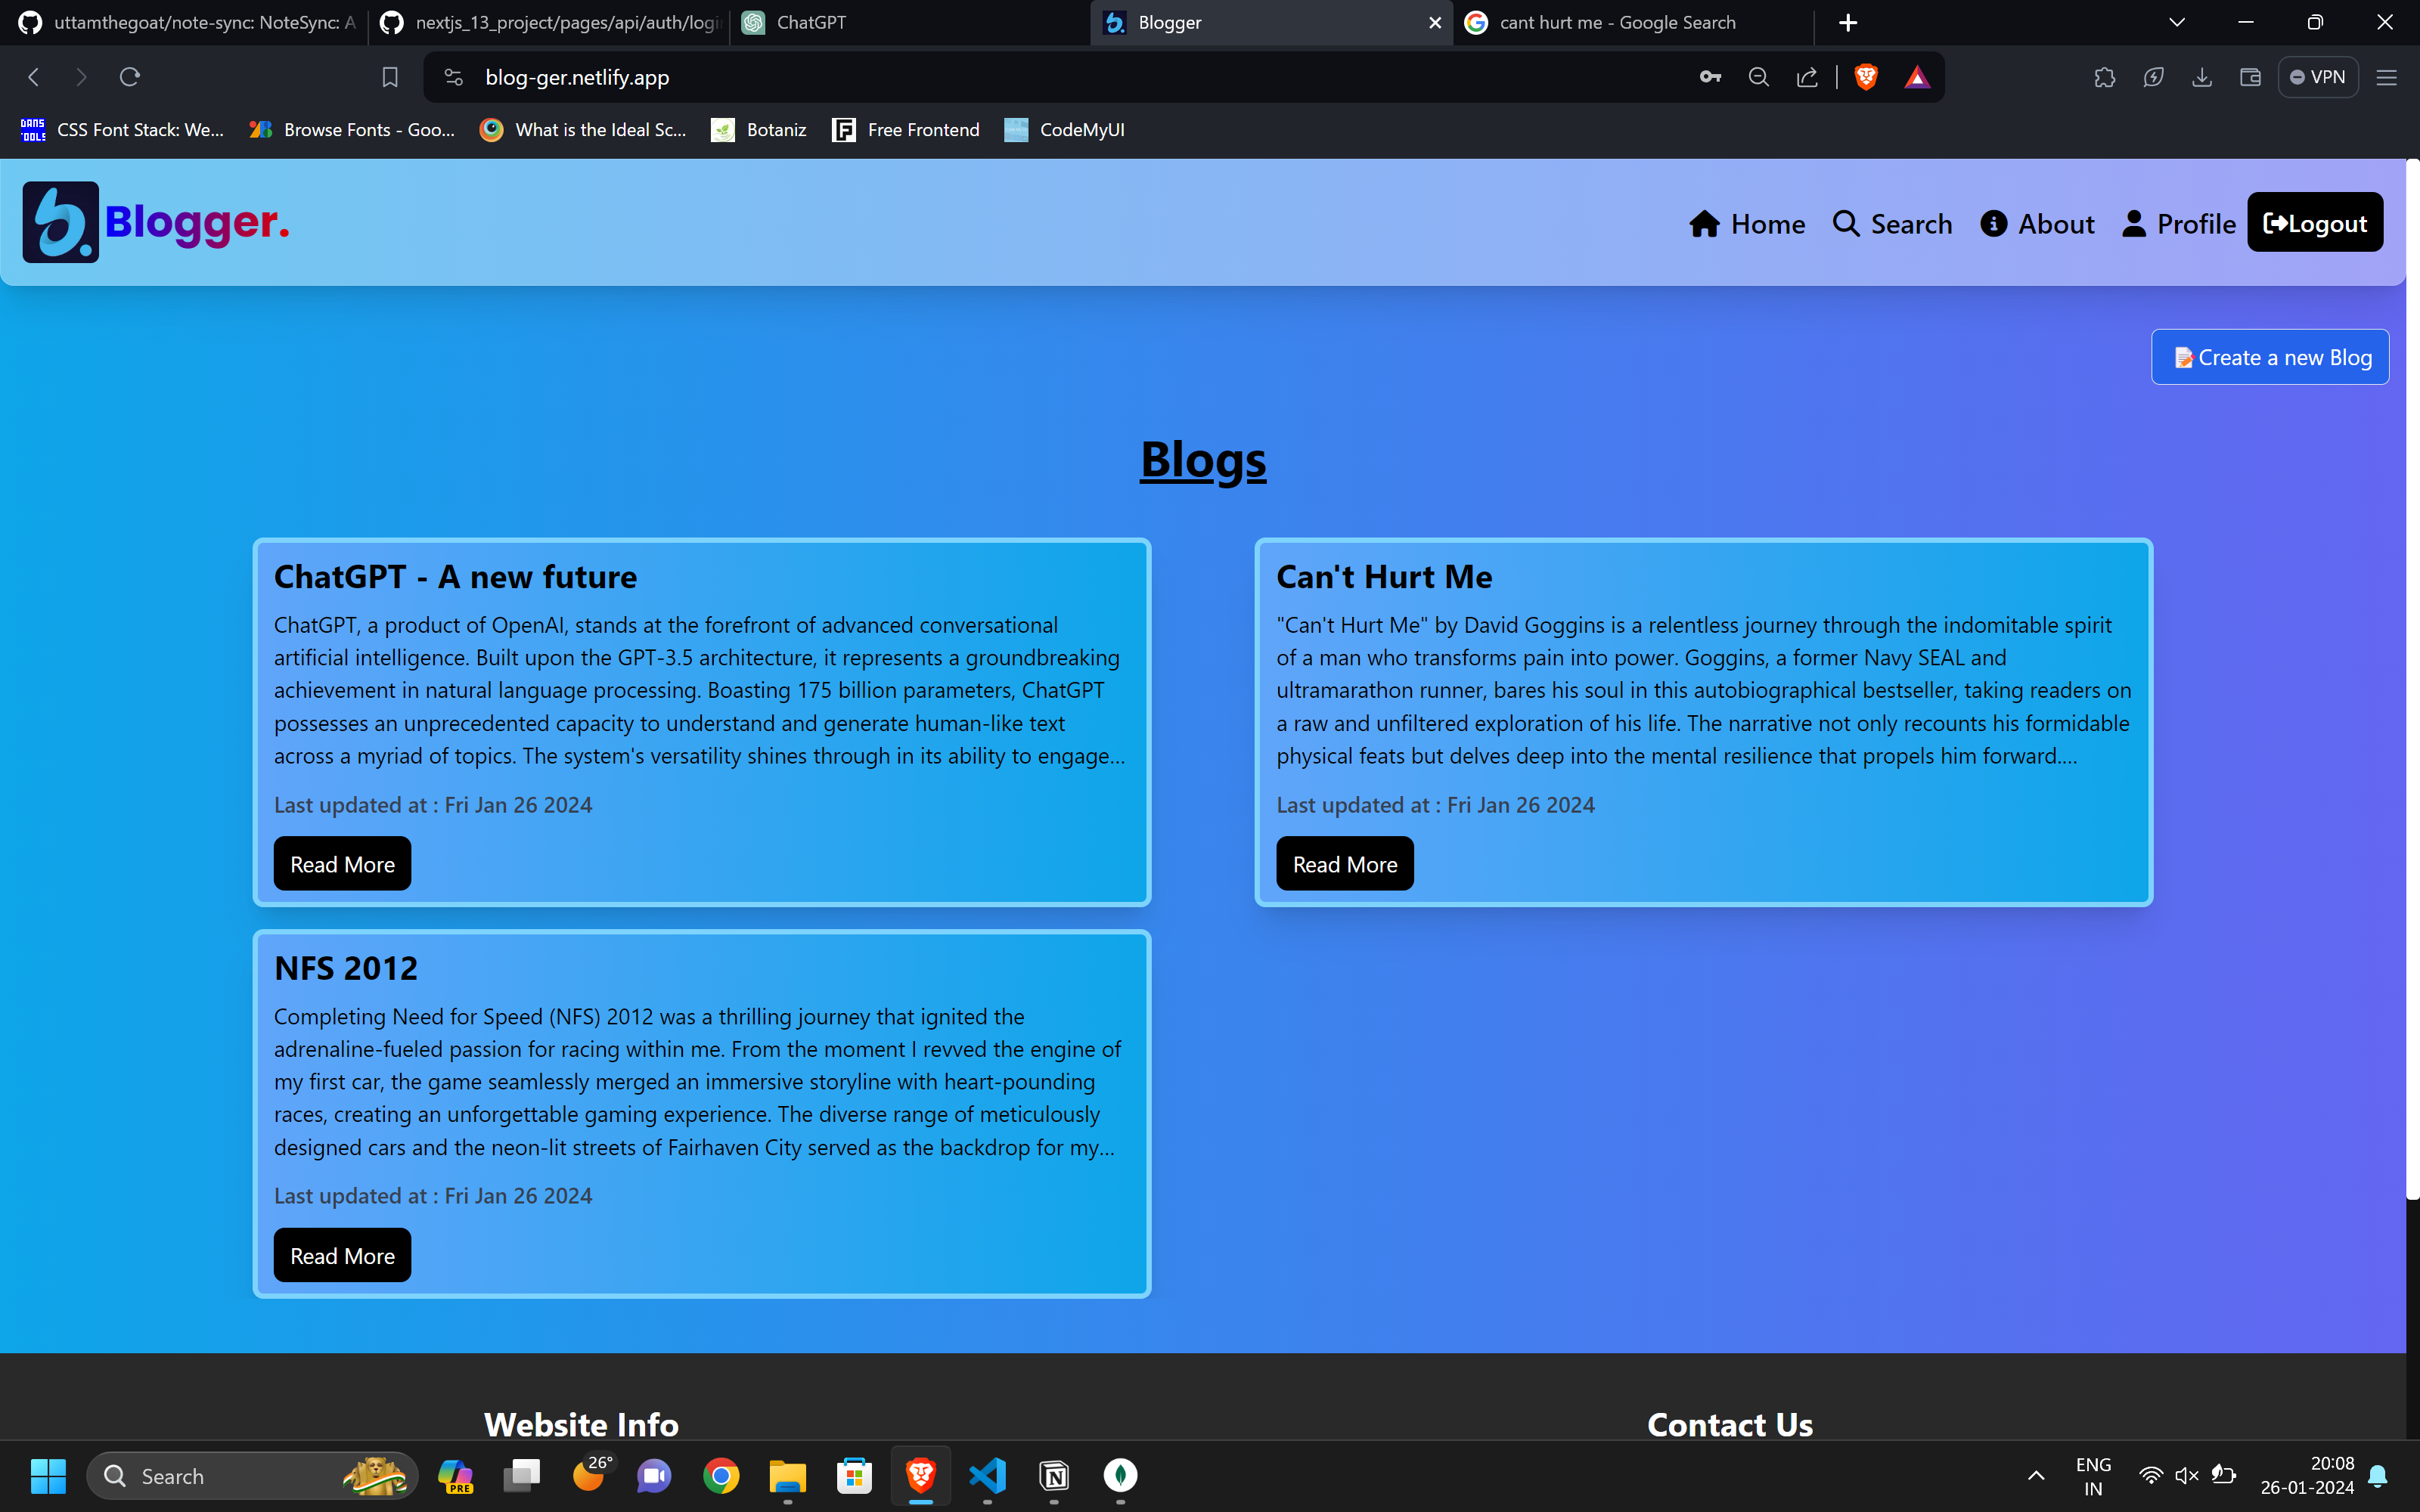 uttamthegoat/note-sync: NoteSync: A
nextjs_13_project/pages/api/auth/logi
ChatGPT
Blogger
cant hurt me - Google Search
blog-ger.netlify.app
VPN
DANS TOOLS
CSS Font Stack: We...
Browse Fonts - Goo...
What is the Ideal Sc...
Botaniz
Free Frontend
CodeMyUI
Blogger.
Home
Search
About
Profile
Logout
📝Create a new Blog
Blogs
ChatGPT - A new future
ChatGPT, a product of OpenAI, stands at the forefront of advanced conversational
artificial intelligence. Built upon the GPT-3.5 architecture, it represents a groundbreaking
achievement in natural language processing. Boasting 175 billion parameters, ChatGPT
possesses an unprecedented capacity to understand and generate human-like text
across a myriad of topics. The system's versatility shines through in its ability to engage...
Last updated at : Fri Jan 26 2024
Read More
Can't Hurt Me
"Can't Hurt Me" by David Goggins is a relentless journey through the indomitable spirit
of a man who transforms pain into power. Goggins, a former Navy SEAL and
ultramarathon runner, bares his soul in this autobiographical bestseller, taking readers on
a raw and unfiltered exploration of his life. The narrative not only recounts his formidable
physical feats but delves deep into the mental resilience that propels him forward....
Last updated at : Fri Jan 26 2024
Read More
NFS 2012
Completing Need for Speed (NFS) 2012 was a thrilling journey that ignited the
adrenaline-fueled passion for racing within me. From the moment I revved the engine of
my first car, the game seamlessly merged an immersive storyline with heart-pounding
races, creating an unforgettable gaming experience. The diverse range of meticulously
designed cars and the neon-lit streets of Fairhaven City served as the backdrop for my...
Last updated at : Fri Jan 26 2024
Read More
Website Info
Contact Us
Search
PRE
26°
ENG
IN
20:08
26-01-2024